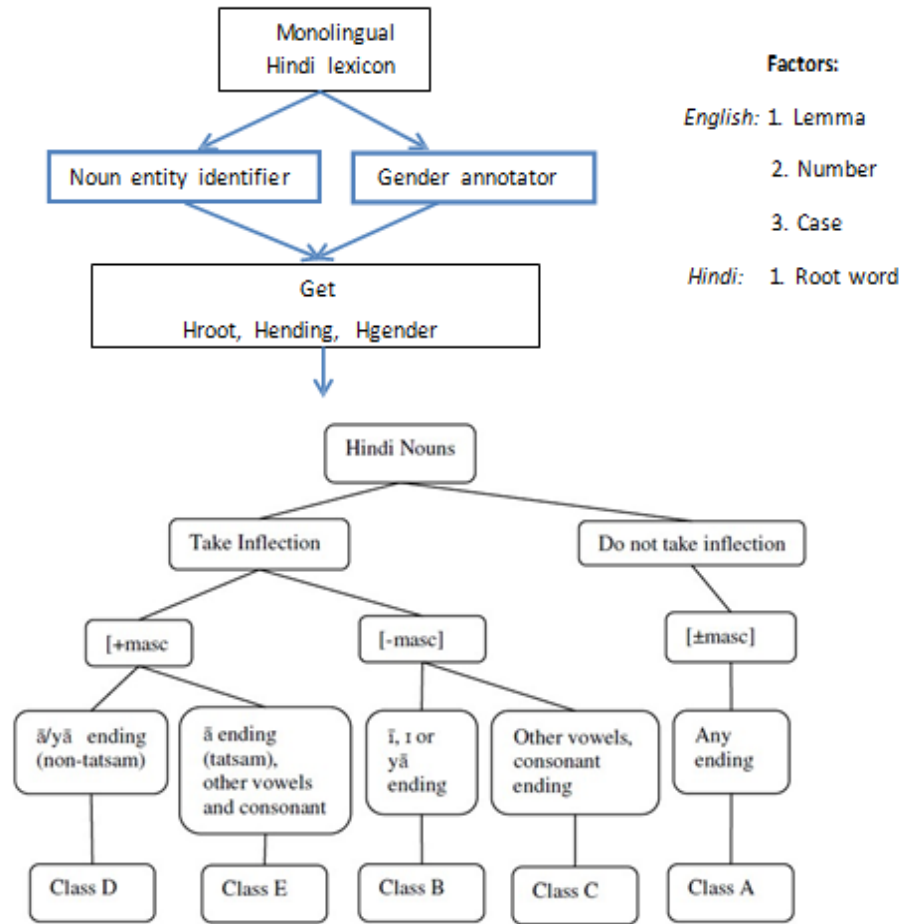 Monolingual
Hindi lexicon
Noun entity identifier
Gender annotator
Get
Hroot, Hending, Hgender
Factors:
English: 1. Lemma
2. Number
3. Case
Hindi: 1. Root word
Hindi Nouns
Take Inflection
Do not take inflection
[+masc
[-masc]
[±masc]
ā/yā ending
(non-tatsam)
ā ending
(tatsam),
other vowels
and consonant
ī, ɪ or
yā
ending
Other vowels,
consonant
ending
Any
ending
Class D
Class E
Class B
Class C
Class A